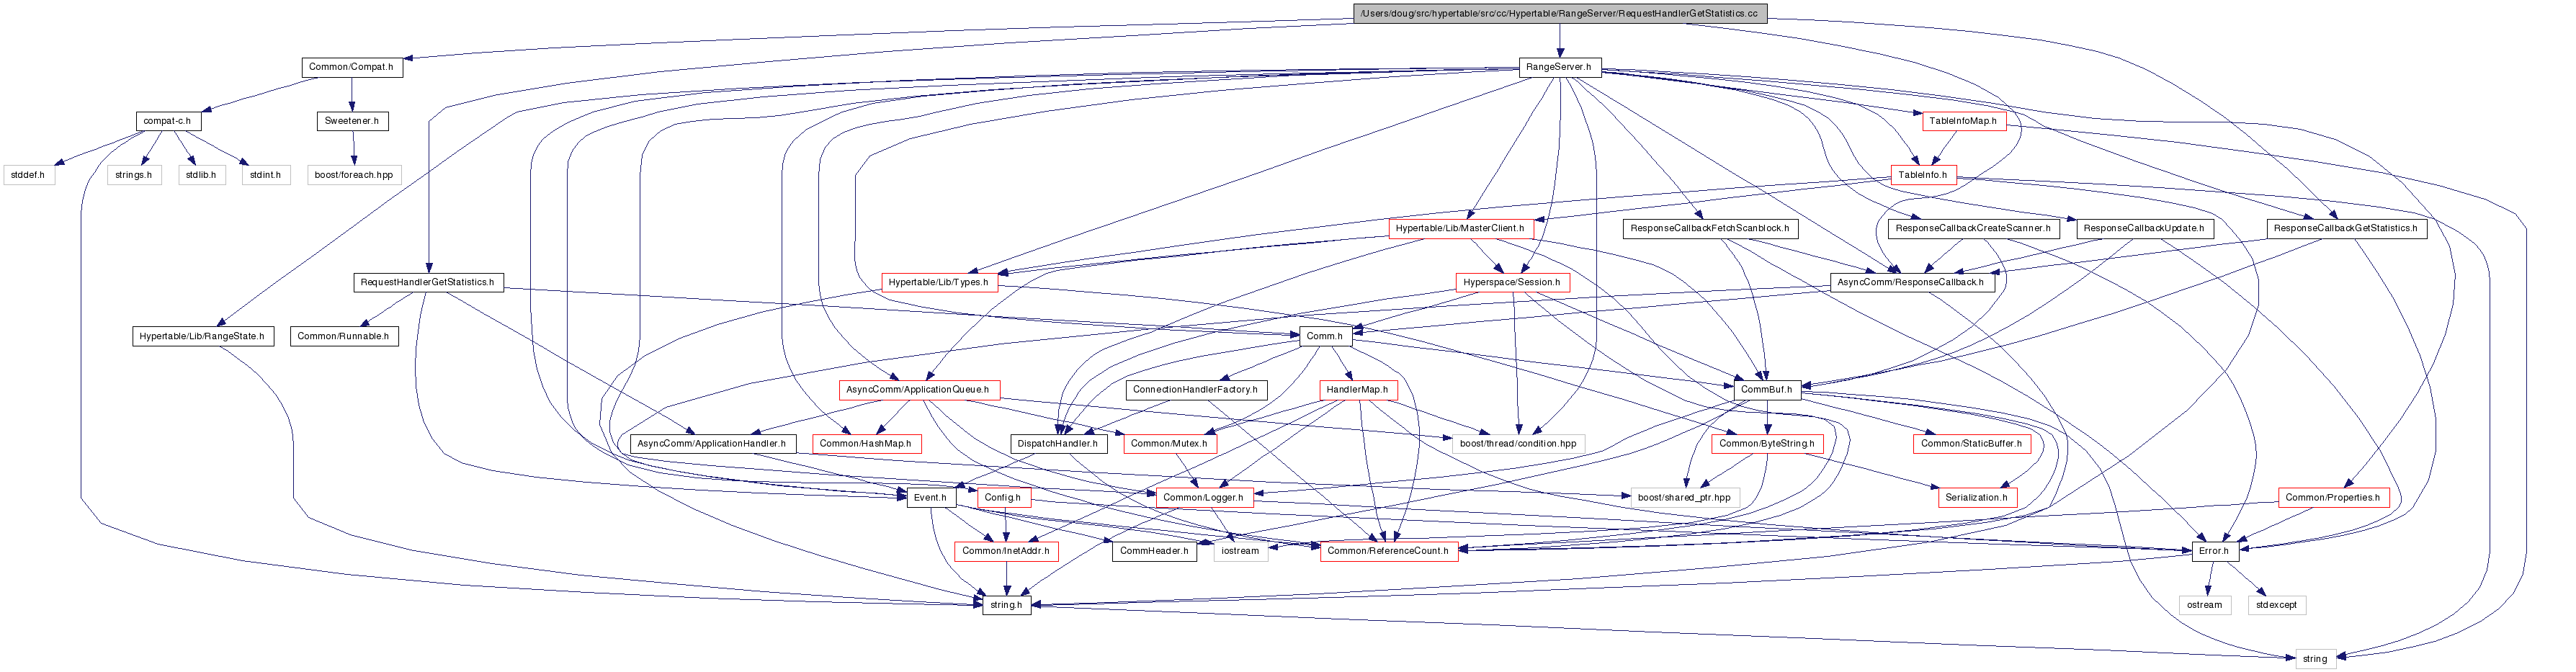 /Users/doug/src/hypertable/src/cc/Hypertable/RangeServer/RequestHandlerGetStatistics.cc
Common/Compat.h
RangeServer.h
compat-c.h
Sweetener.h
TableInfoMap.h
stddef.h
strings.h
stdlib.h
stdint.h
boost/foreach.hpp
TableInfo.h
Hypertable/Lib/MasterClient.h
ResponseCallbackFetchScanblock.h
ResponseCallbackCreateScanner.h
ResponseCallbackUpdate.h
ResponseCallbackGetStatistics.h
RequestHandlerGetStatistics.h
Hypertable/Lib/Types.h
Hyperspace/Session.h
AsyncComm/ResponseCallback.h
Hypertable/Lib/RangeState.h
Common/Runnable.h
Comm.h
AsyncComm/ApplicationQueue.h
ConnectionHandlerFactory.h
HandlerMap.h
CommBuf.h
AsyncComm/ApplicationHandler.h
Common/HashMap.h
DispatchHandler.h
Common/Mutex.h
boost/thread/condition.hpp
Common/ByteString.h
Common/StaticBuffer.h
Event.h
Config.h
Common/Logger.h
boost/shared_ptr.hpp
Serialization.h
Common/Properties.h
Common/InetAddr.h
CommHeader.h
iostream
Common/ReferenceCount.h
Error.h
string.h
ostream
stdexcept
string